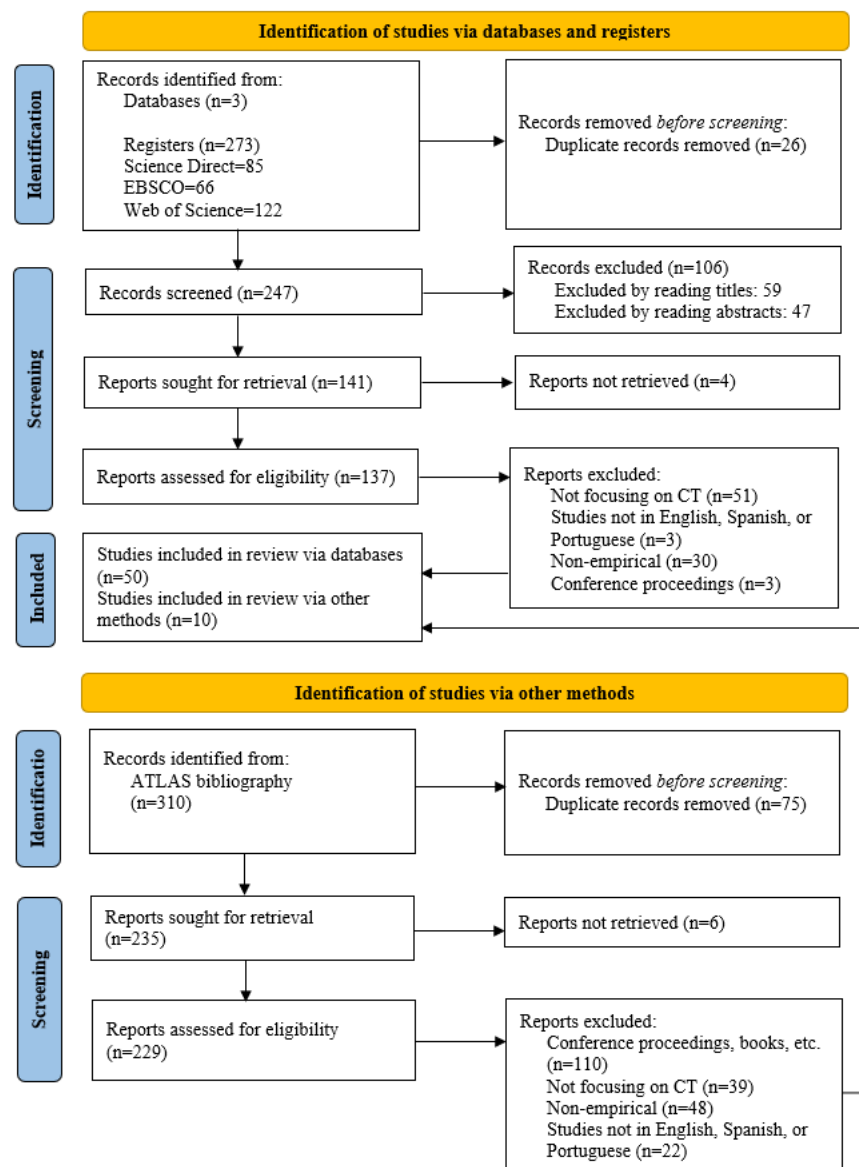 Identification of studies via databases and registers
Identification
Records identified from:
Databases (n=3)
Registers (n=273)
Science Direct=85
EBSCO=66
Web of Science=122
Records removed before screening:
Duplicate records removed (n=26)
Screening
Records screened (n=247)
Records excluded (n=106)
Excluded by reading titles: 59
Excluded by reading abstracts: 47
Reports sought for retrieval (n=141)
Reports not retrieved (n=4)
Reports assessed for eligibility (n=137)
Reports excluded:
Not focusing on CT (n=51)
Studies not in English, Spanish, or
Portuguese (n=3)
Non-empirical (n=30)
Conference proceedings (n=3)
Included
Studies included in review via databases
(n=50)
Studies included in review via other
methods (n=10)
Identification of studies via other methods
Identificatio
Records identified from:
ATLAS bibliography
(n=310)
Records removed before screening:
Duplicate records removed (n=75)
Screening
Reports sought for retrieval
(n=235)
Reports not retrieved (n=6)
Reports assessed for eligibility
(n=229)
Reports excluded:
Conference proceedings, books, etc.
(n=110)
Not focusing on CT (n=39)
Non-empirical (n=48)
Studies not in English, Spanish, or
Portuguese (n=22)